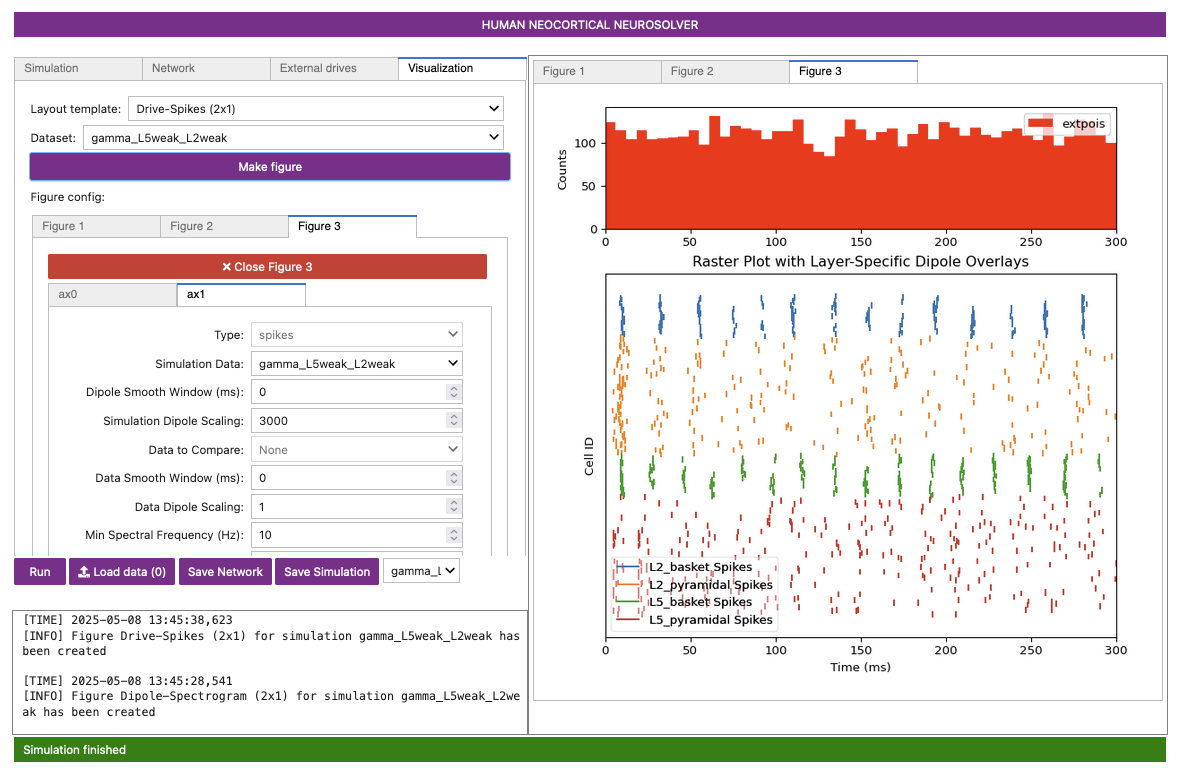 HUMAN NEOCORTICAL NEUROSOLVER
Simulation
Network
External drives
Visualization
Layout template: Drive-Spikes (2x1)
Dataset: gamma_L5weak_L2weak
Make figure
Figure config:
Figure 1
Figure 2
Figure 3
✕ Close Figure 3
ax0
ax1
Type: spikes
Simulation Data: gamma_L5weak_L2weak
Dipole Smooth Window (ms): 0
Simulation Dipole Scaling: 3000
Data to Compare: None
Data Smooth Window (ms): 0
Data Dipole Scaling: 1
Min Spectral Frequency (Hz): 10
Run
Load data (0)
Save Network
Save Simulation
gamma_L
[TIME] 2025-05-08 13:45:38,623
[INFO] Figure Drive-Spikes (2x1) for simulation gamma_L5weak_L2weak has
been created
[TIME] 2025-05-08 13:45:28,541
[INFO] Figure Dipole-Spectrogram (2x1) for simulation gamma_L5weak_L2we
ak has been created
Figure 1
Figure 2
Figure 3
extpois
Counts
100
50
0
0 50 100 150 200 250 300
Raster Plot with Layer-Specific Dipole Overlays
Cell ID
L2_basket Spikes
L2_pyramidal Spikes
L5_basket Spikes
L5_pyramidal Spikes
0 50 100 150 200 250 300
Time (ms)
Simulation finished